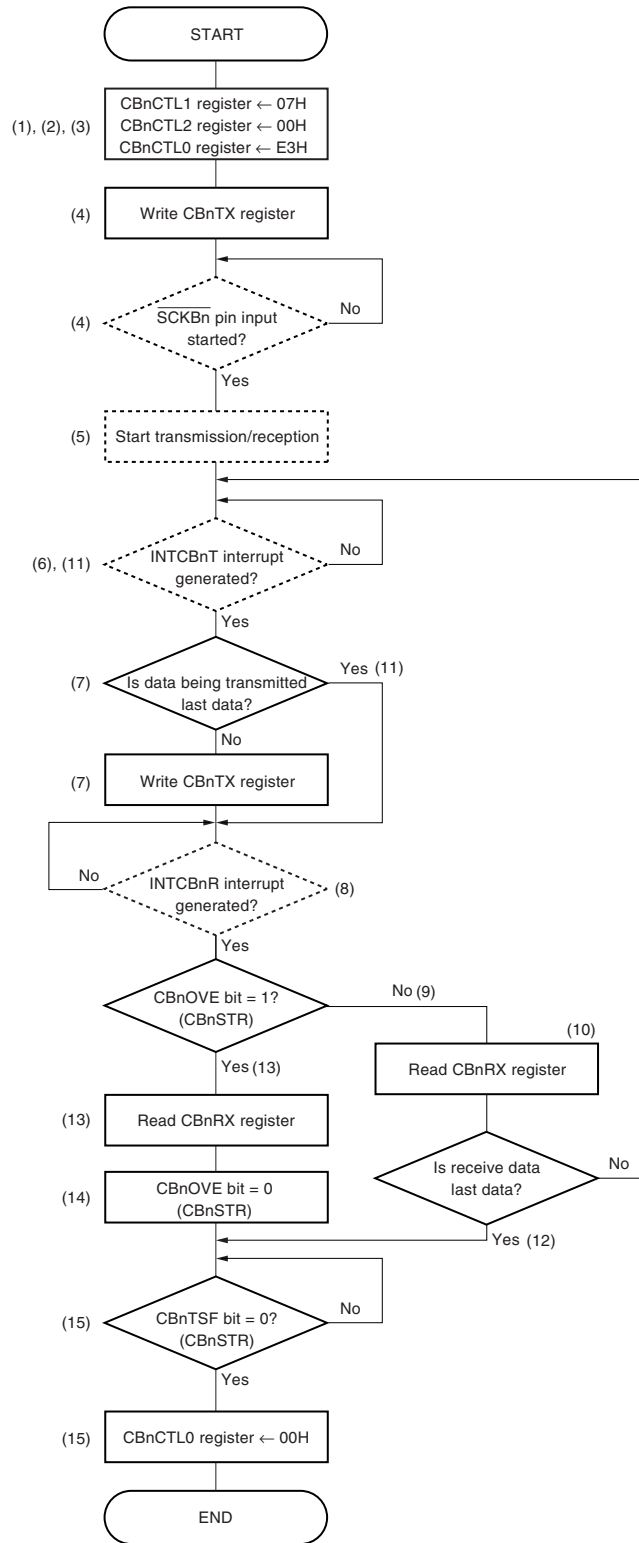 START
(1), (2), (3)
CBnCTL1 register ← 07H
CBnCTL2 register ← 00H
CBnCTL0 register ← E3H
(4)
Write CBnTX register
(4)
SCKBn pin input
started?
No
Yes
(5)
Start transmission/reception
(6), (11)
INTCBnT interrupt
generated?
No
Yes
(7)
Is data being transmitted
last data?
Yes (11)
No
(7)
Write CBnTX register
No
INTCBnR interrupt
generated?
(8)
Yes
CBnOVE bit = 1?
(CBnSTR)
No (9)
Yes (13)
(10)
Read CBnRX register
(13)
Read CBnRX register
Is receive data
last data?
No
Yes (12)
(14)
CBnOVE bit = 0
(CBnSTR)
(15)
CBnTSF bit = 0?
(CBnSTR)
No
Yes
(15)
CBnCTL0 register ← 00H
END